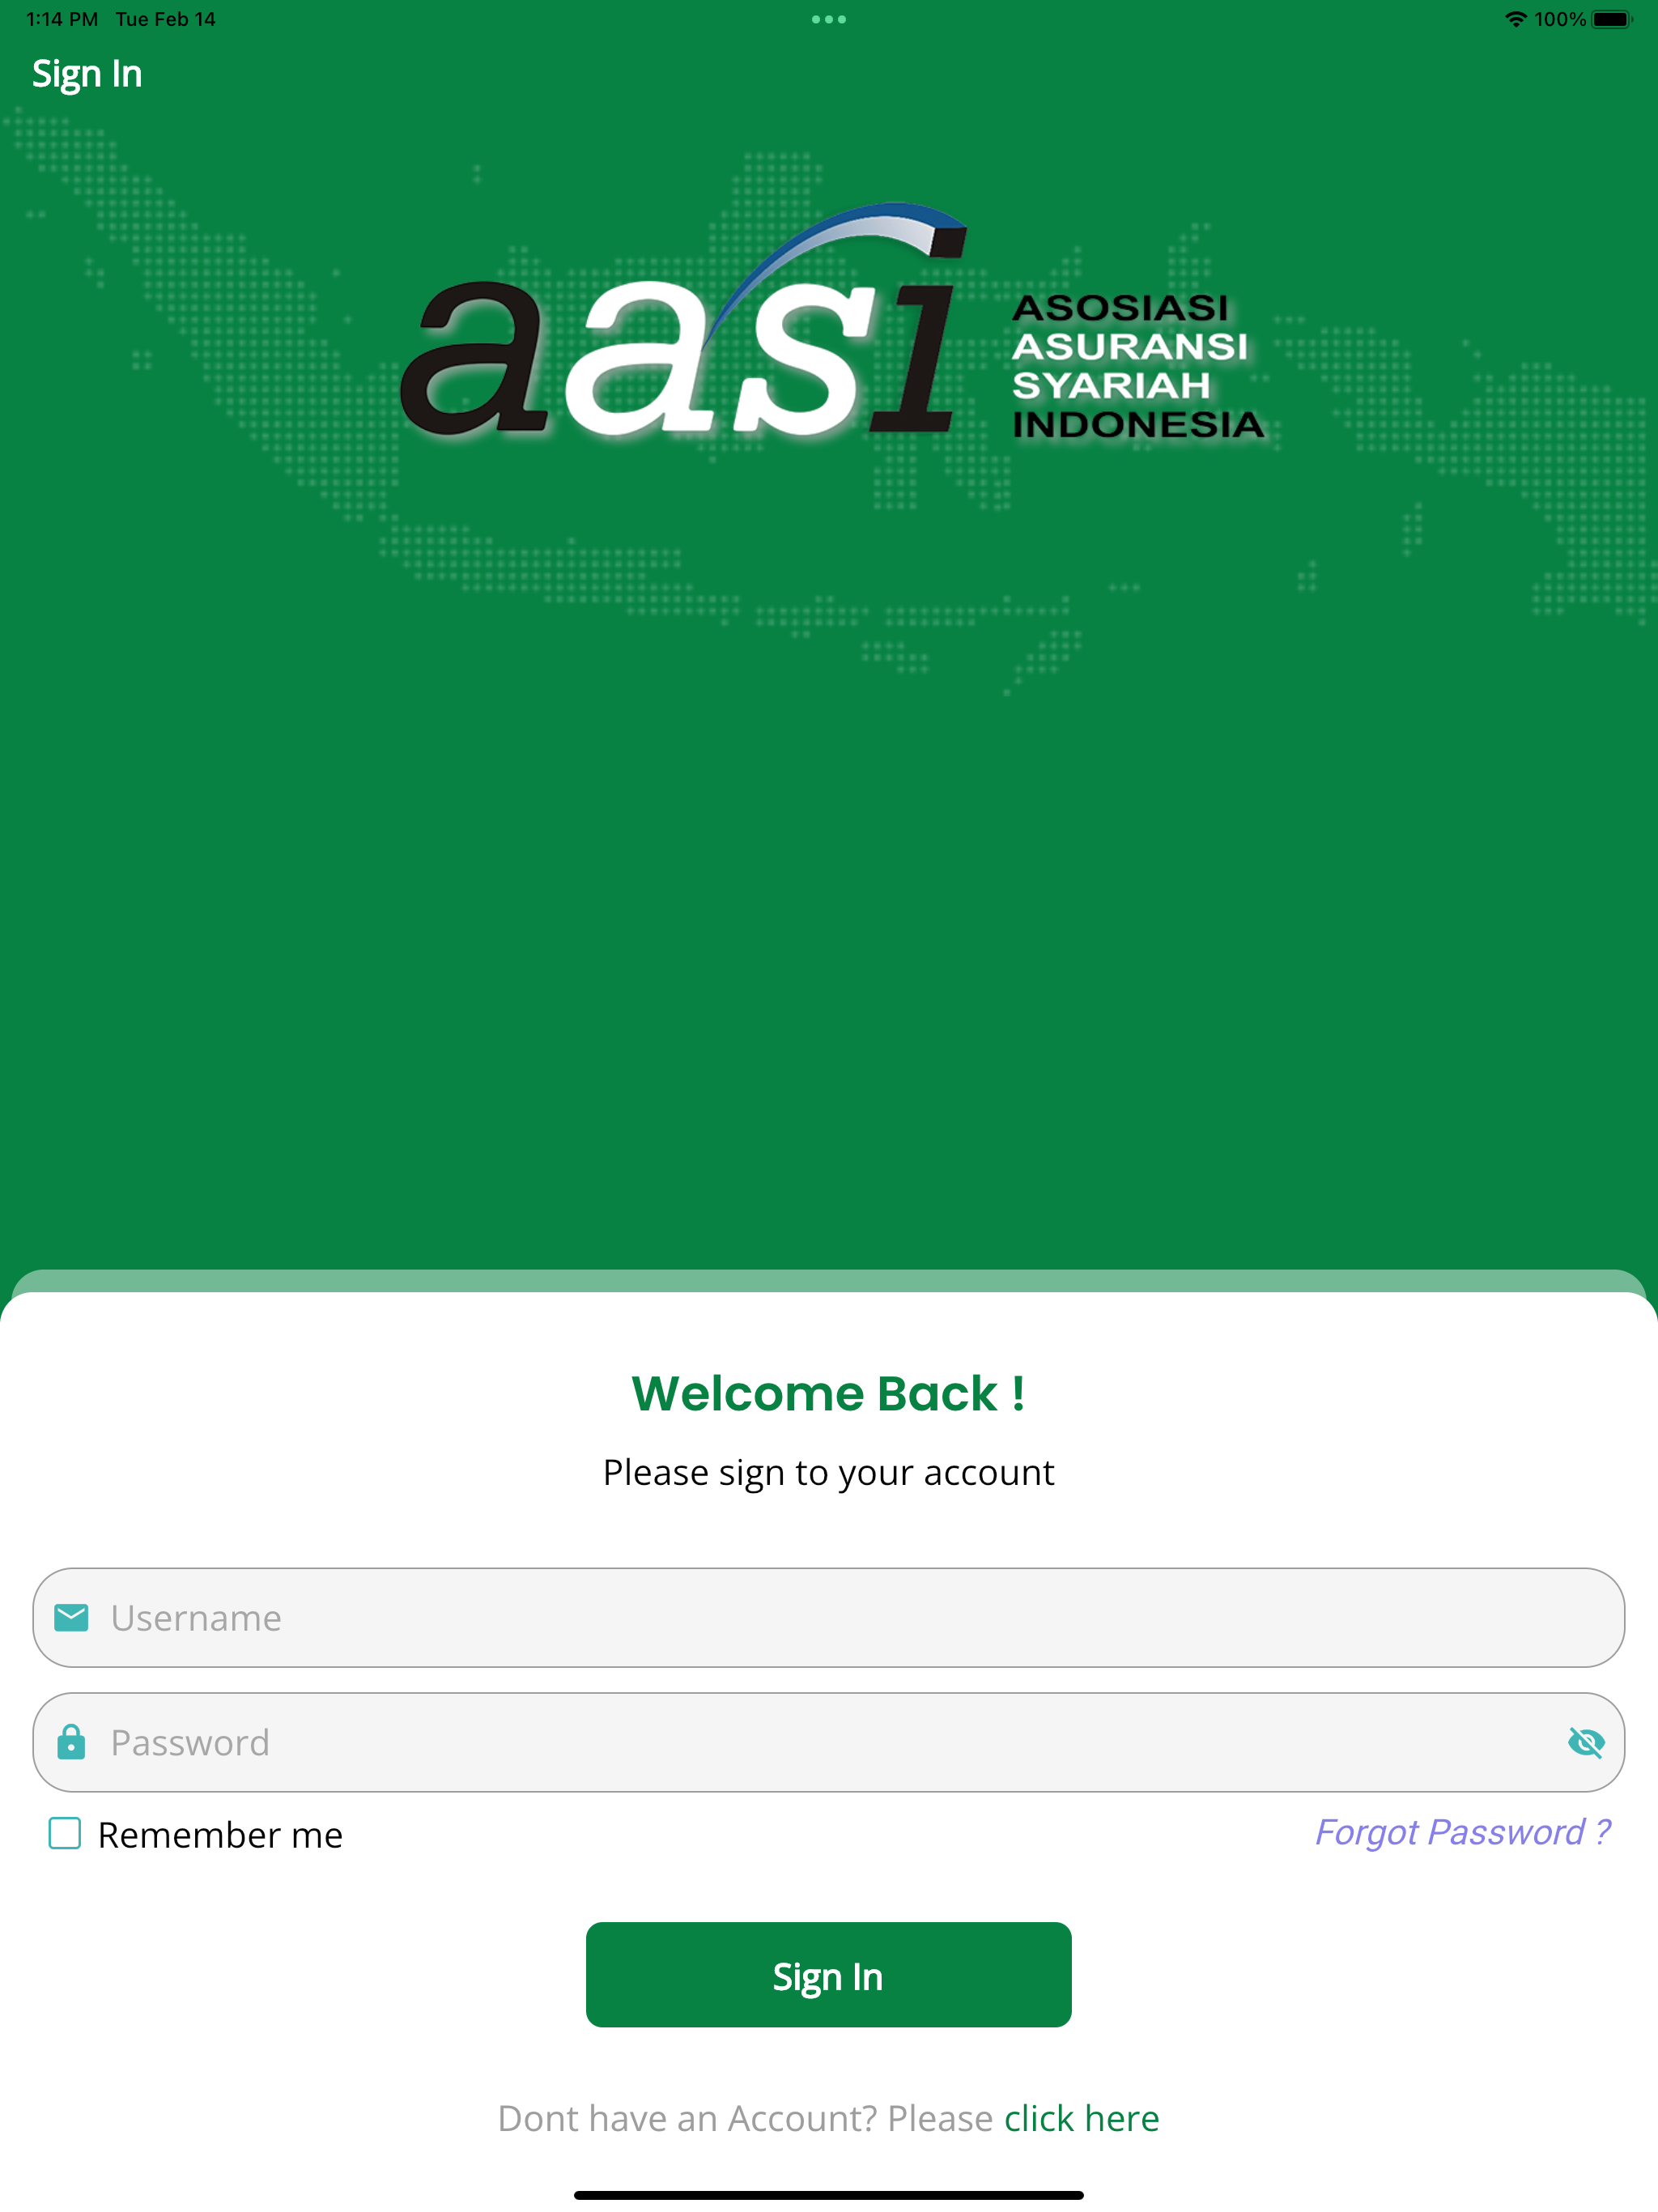 1:14 PM Tue Feb 14 100%
Sign In
aasi
ASOSIASI
ASURANSI
SYARIAH
INDONESIA
Welcome Back !
Please sign to your account
Username
Password
Remember me Forgot Password ?
Sign In
Dont have an Account? Please click here